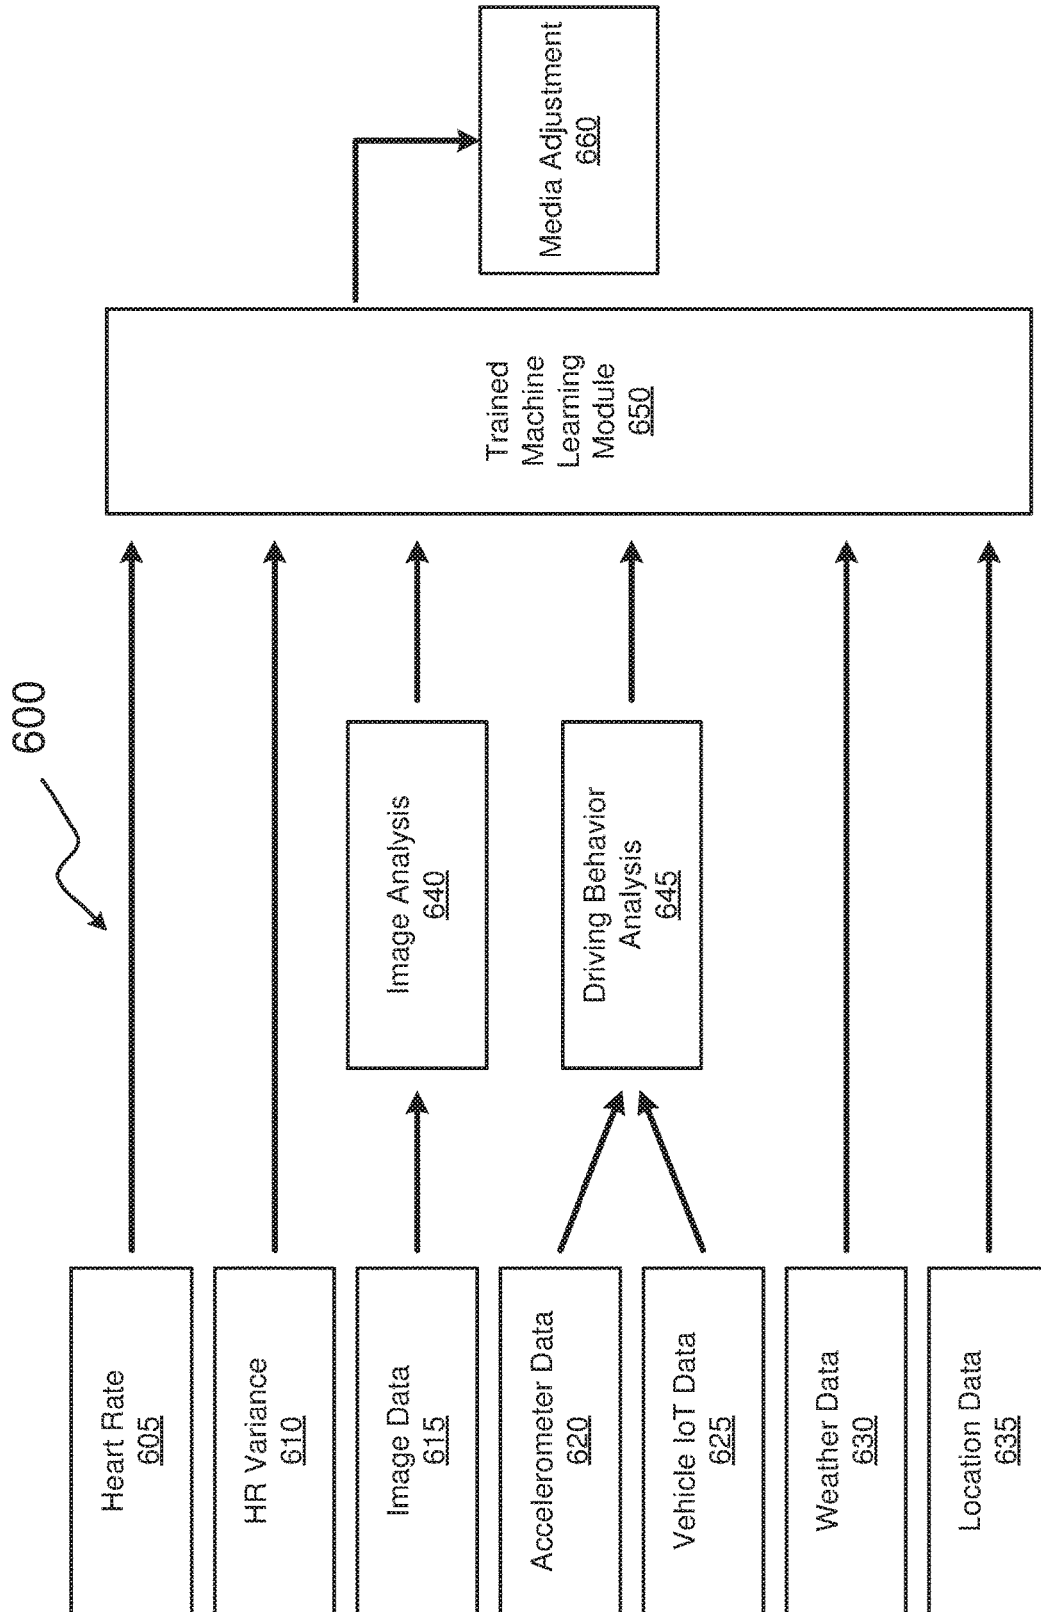 600
Heart Rate
605
HR Variance
610
Image Data
615
Accelerometer Data
620
Vehicle IoT Data
625
Weather Data
630
Location Data
635
Image Analysis
640
Driving Behavior
Analysis
645
Trained
Machine
Learning
Module
650
Media Adjustment
660